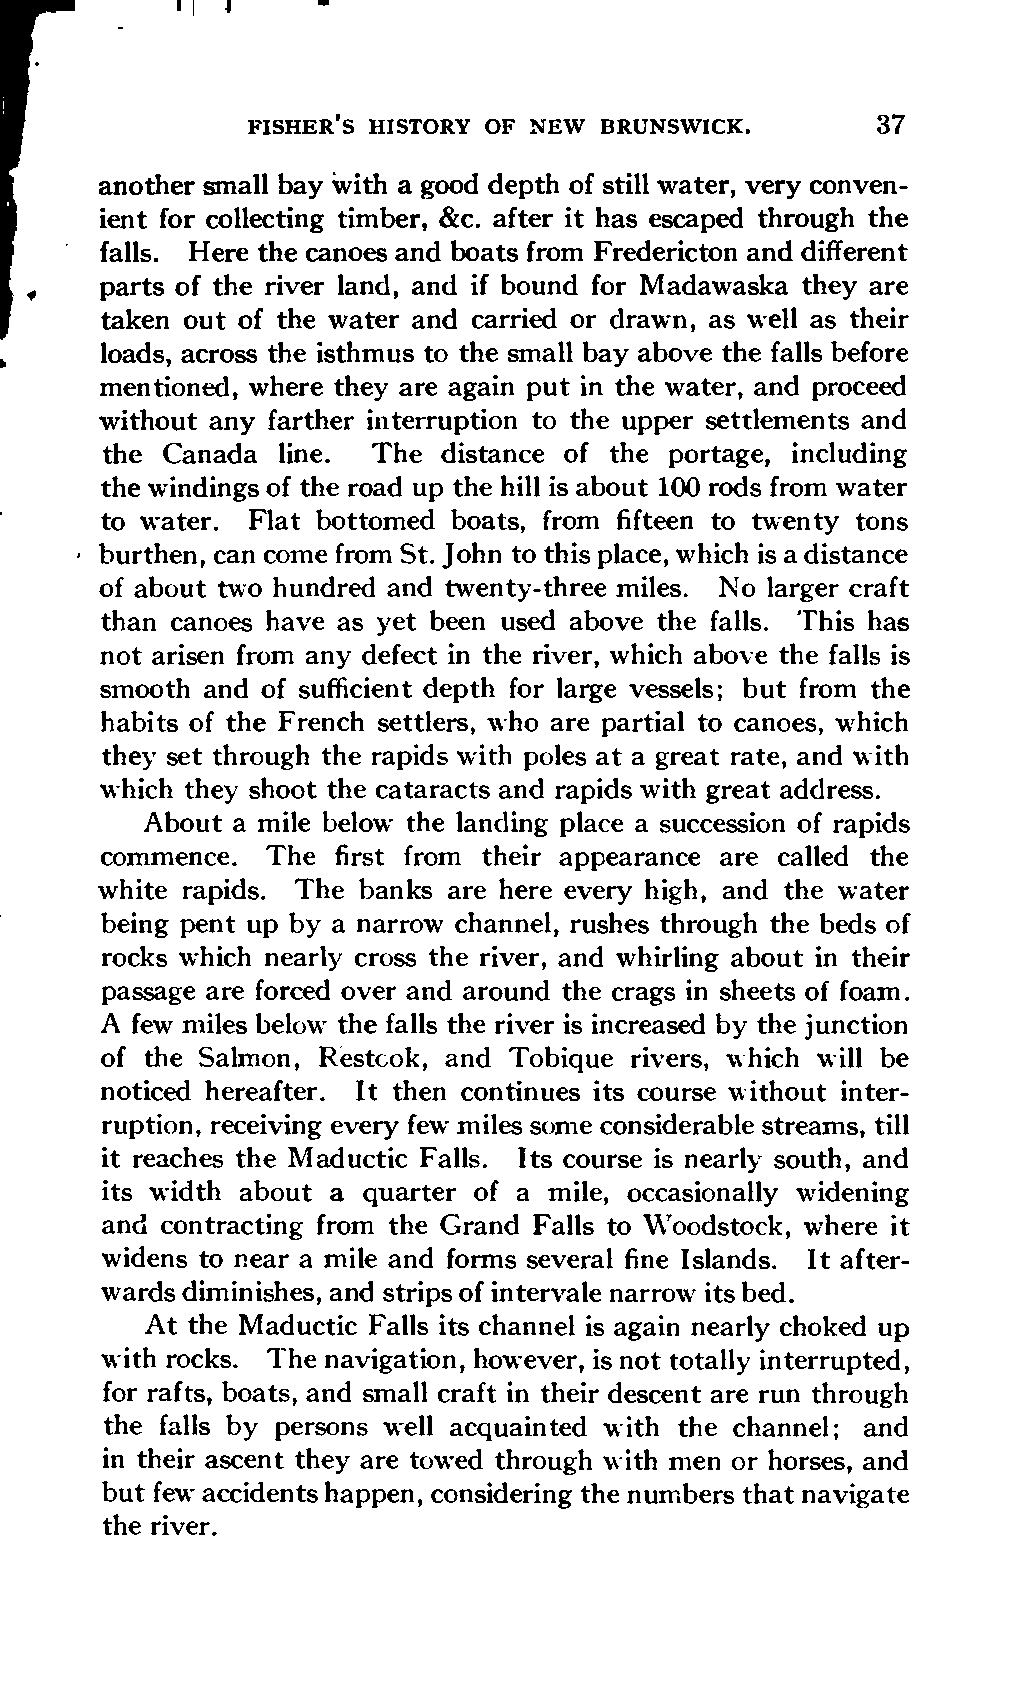 FISHER'S HISTORY OF NEW BRUNSWICK. 37
another small bay with a good depth of still water, very conven-
ient for collecting timber, &c. after it has escaped through the
falls. Here the canoes and boats from Fredericton and different
parts of the river land, and if bound for Madawaska they are
taken out of the water and carried or drawn, as well as their
loads, across the isthmus to the small bay above the falls before
mentioned, where they are again put in the water, and proceed
without any farther interruption to the upper settlements and
the Canada line. The distance of the portage, including
the windings of the road up the hill is about 100 rods from water
to water. Flat bottomed boats, from fifteen to twenty tons
burthen, can come from St. John to this place, which is a distance
of about two hundred and twenty-three miles. No larger craft
than canoes have as yet been used above the falls. This has
not arisen from any defect in the river, which above the falls is
smooth and of sufficient depth for large vessels; but from the
habits of the French settlers, who are partial to canoes, which
they set through the rapids with poles at a great rate, and with
which they shoot the cataracts and rapids with great address.
About a mile below the landing place a succession of rapids
commence. The first from their appearance are called the
white rapids. The banks are here every high, and the water
being pent up by a narrow channel, rushes through the beds of
rocks which nearly cross the river, and whirling about in their
passage are forced over and around the crags in sheets of foam.
A few miles below the falls the river is increased by the junction
of the Salmon, Restook, and Tobique rivers, which will be
noticed hereafter. It then continues its course without inter-
ruption, receiving every few miles some considerable streams, till
it reaches the Maductic Falls. Its course is nearly south, and
its width about a quarter of a mile, occasionally widening
and contracting from the Grand Falls to Woodstock, where it
widens to near a mile and forms several fine Islands. It after-
wards diminishes, and strips of intervale narrow its bed.
At the Maductic Falls its channel is again nearly choked up
with rocks. The navigation, however, is not totally interrupted,
for rafts, boats, and small craft in their descent are run through
the falls by persons well acquainted with the channel; and
in their ascent they are towed through with men or horses, and
but few accidents happen, considering the numbers that navigate
the river.